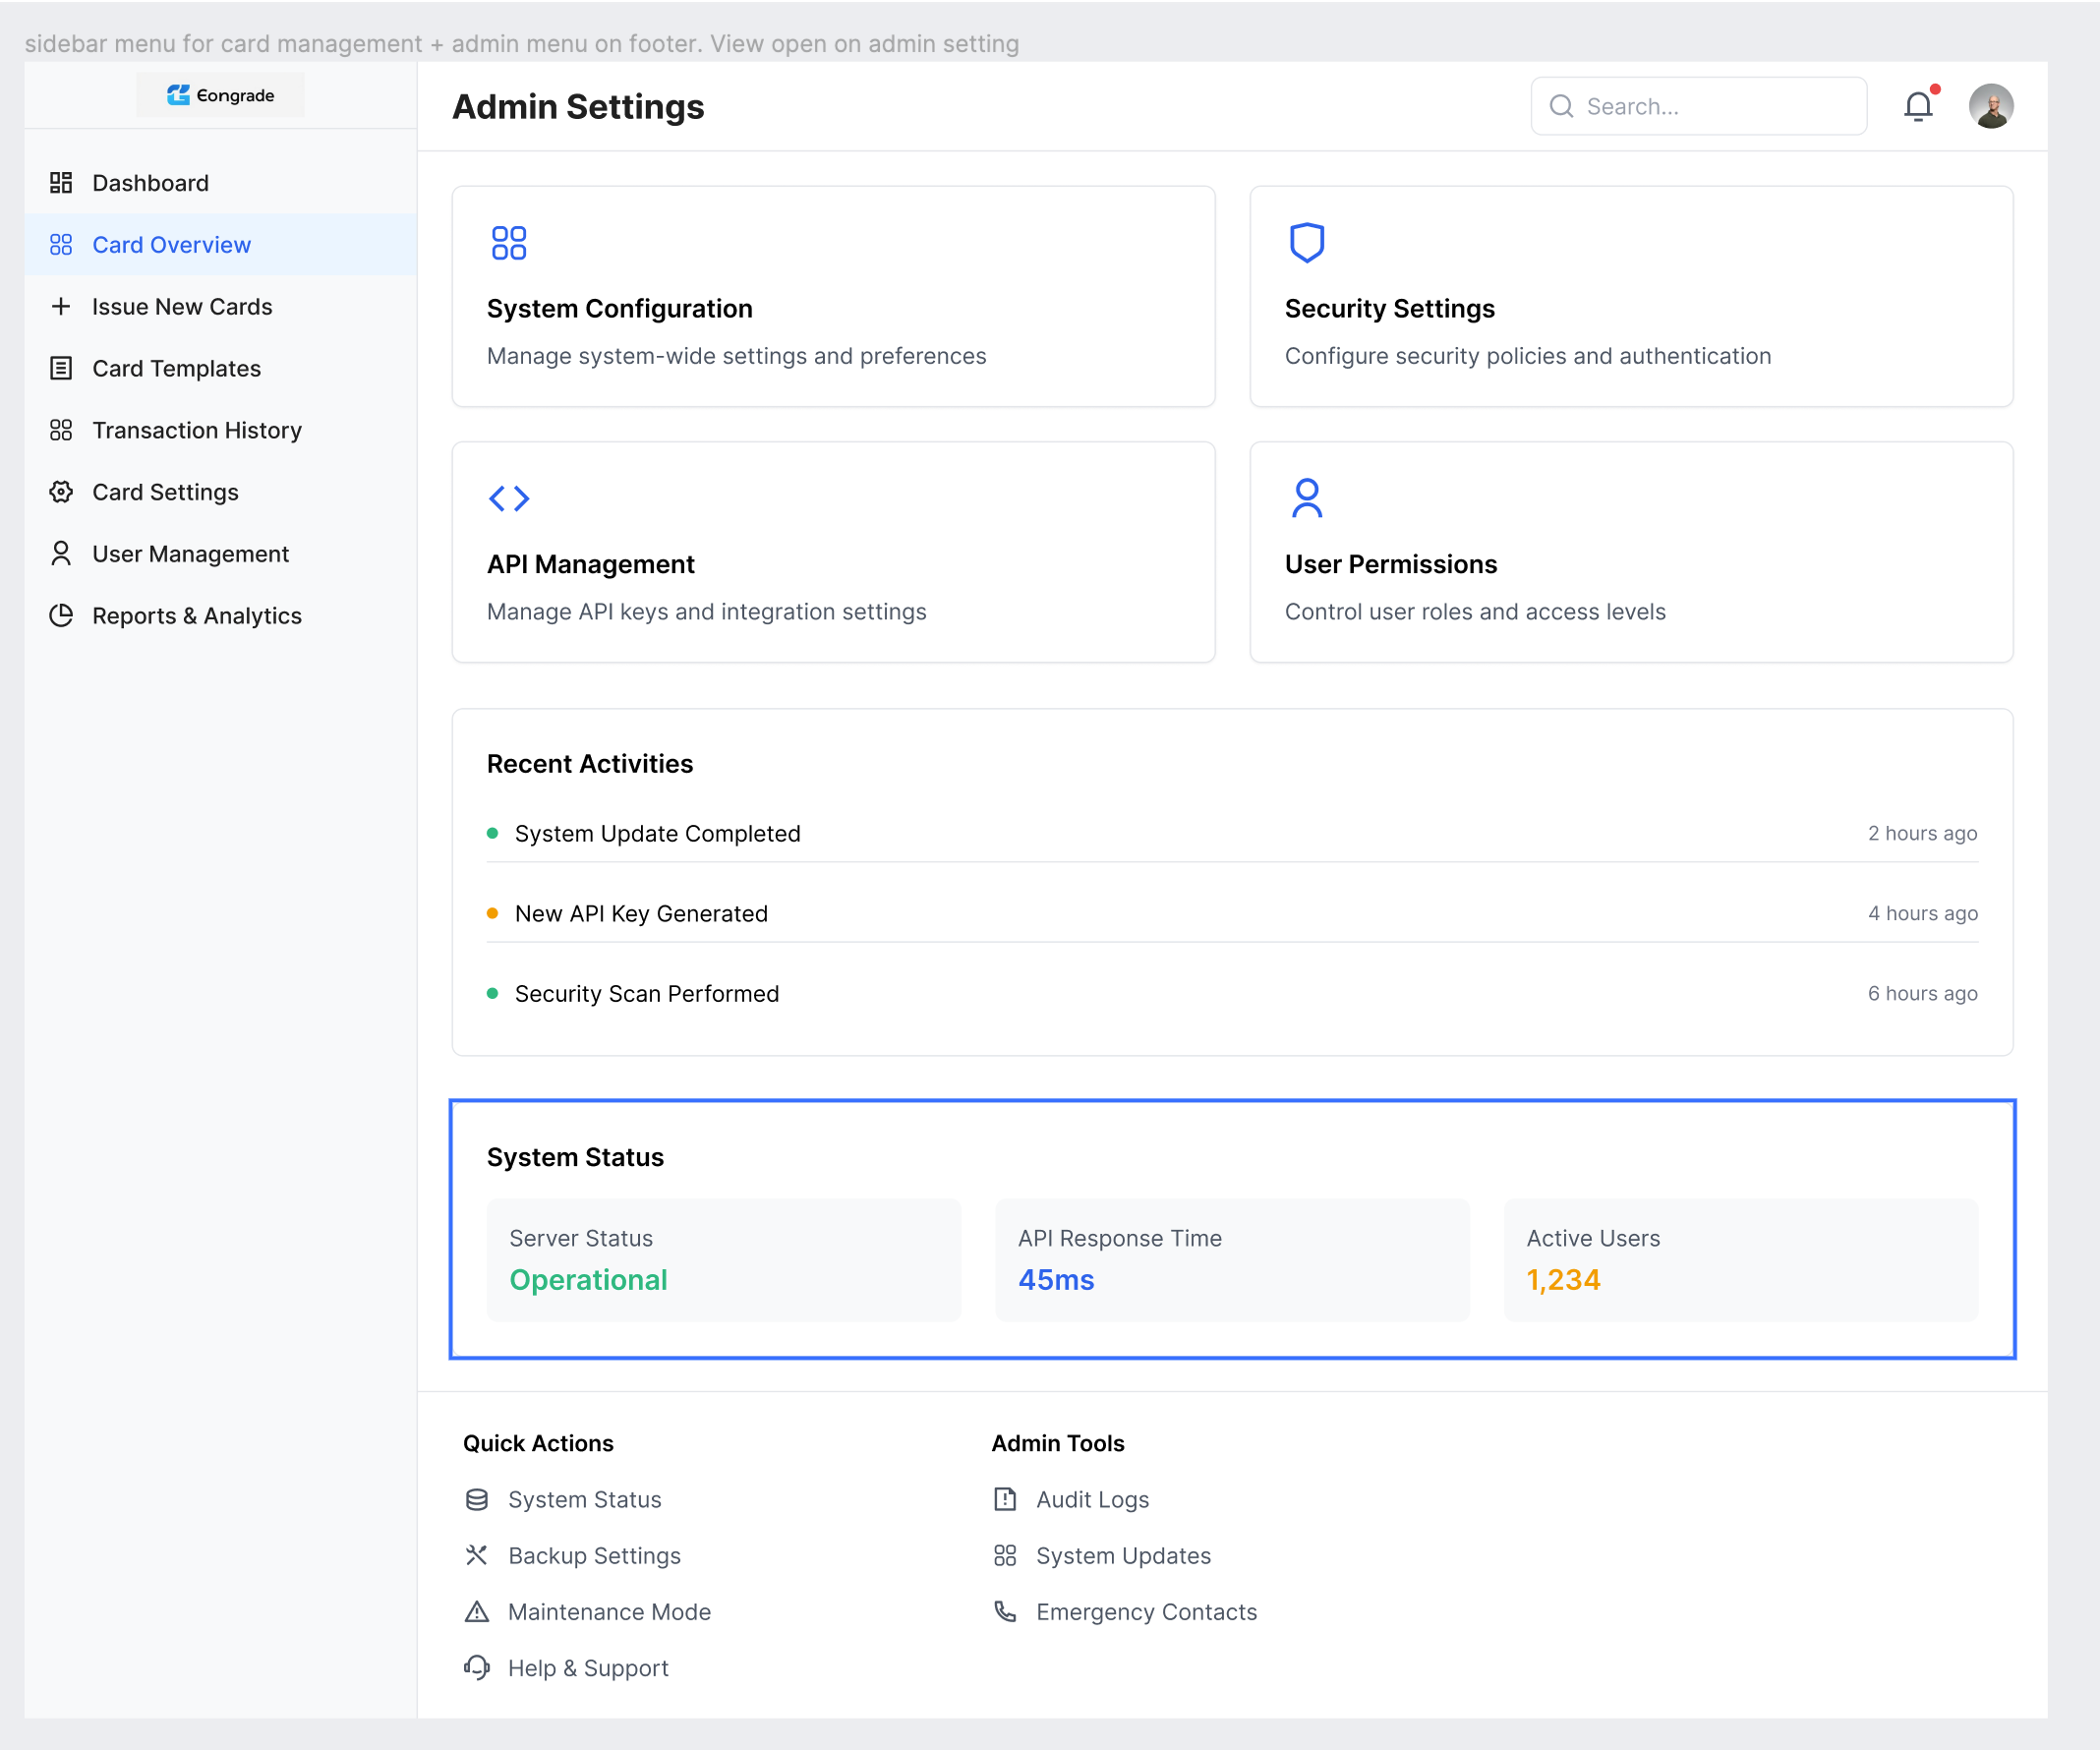 sidebar menu for card management + admin menu on footer. View open on admin setting
Eongrade
Dashboard
Card Overview
Issue New Cards
Card Templates
Transaction History
Card Settings
User Management
Reports & Analytics
Admin Settings
Search...
System Configuration
Manage system-wide settings and preferences
Security Settings
Configure security policies and authentication
API Management
Manage API keys and integration settings
User Permissions
Control user roles and access levels
Recent Activities
System Update Completed
2 hours ago
New API Key Generated
4 hours ago
Security Scan Performed
6 hours ago
System Status
Server Status
Operational
API Response Time
45ms
Active Users
1,234
Quick Actions
System Status
Backup Settings
Maintenance Mode
Help & Support
Admin Tools
Audit Logs
System Updates
Emergency Contacts